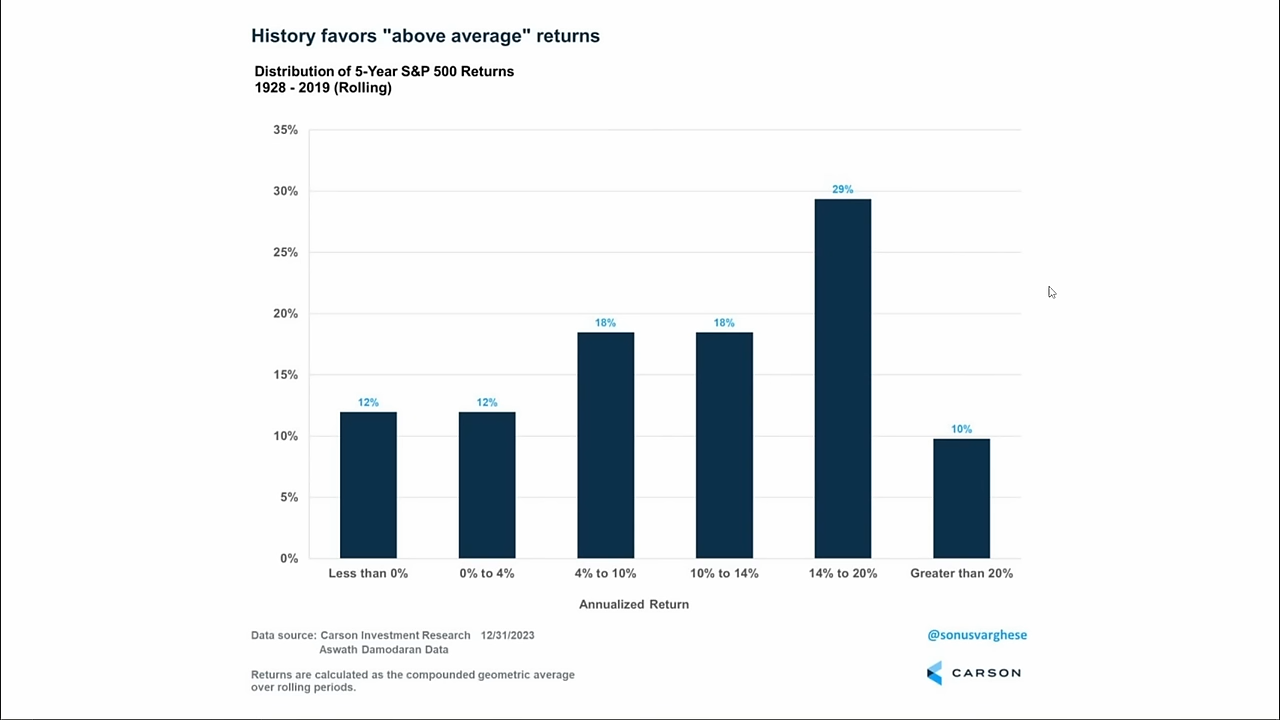 History favors "above average" returns
Distribution of 5-Year S&P 500 Returns
1928 - 2019 (Rolling)
35%
30%
25%
20%
15%
10%
5%
0%
12%
12%
18%
18%
29%
10%
Less than 0%
0% to 4%
4% to 10%
10% to 14%
14% to 20%
Greater than 20%
Annualized Return
Data source: Carson Investment Research 12/31/2023
Aswath Damodaran Data
Returns are calculated as the compounded geometric average
over rolling periods.
@sonusvarghese
CARSON